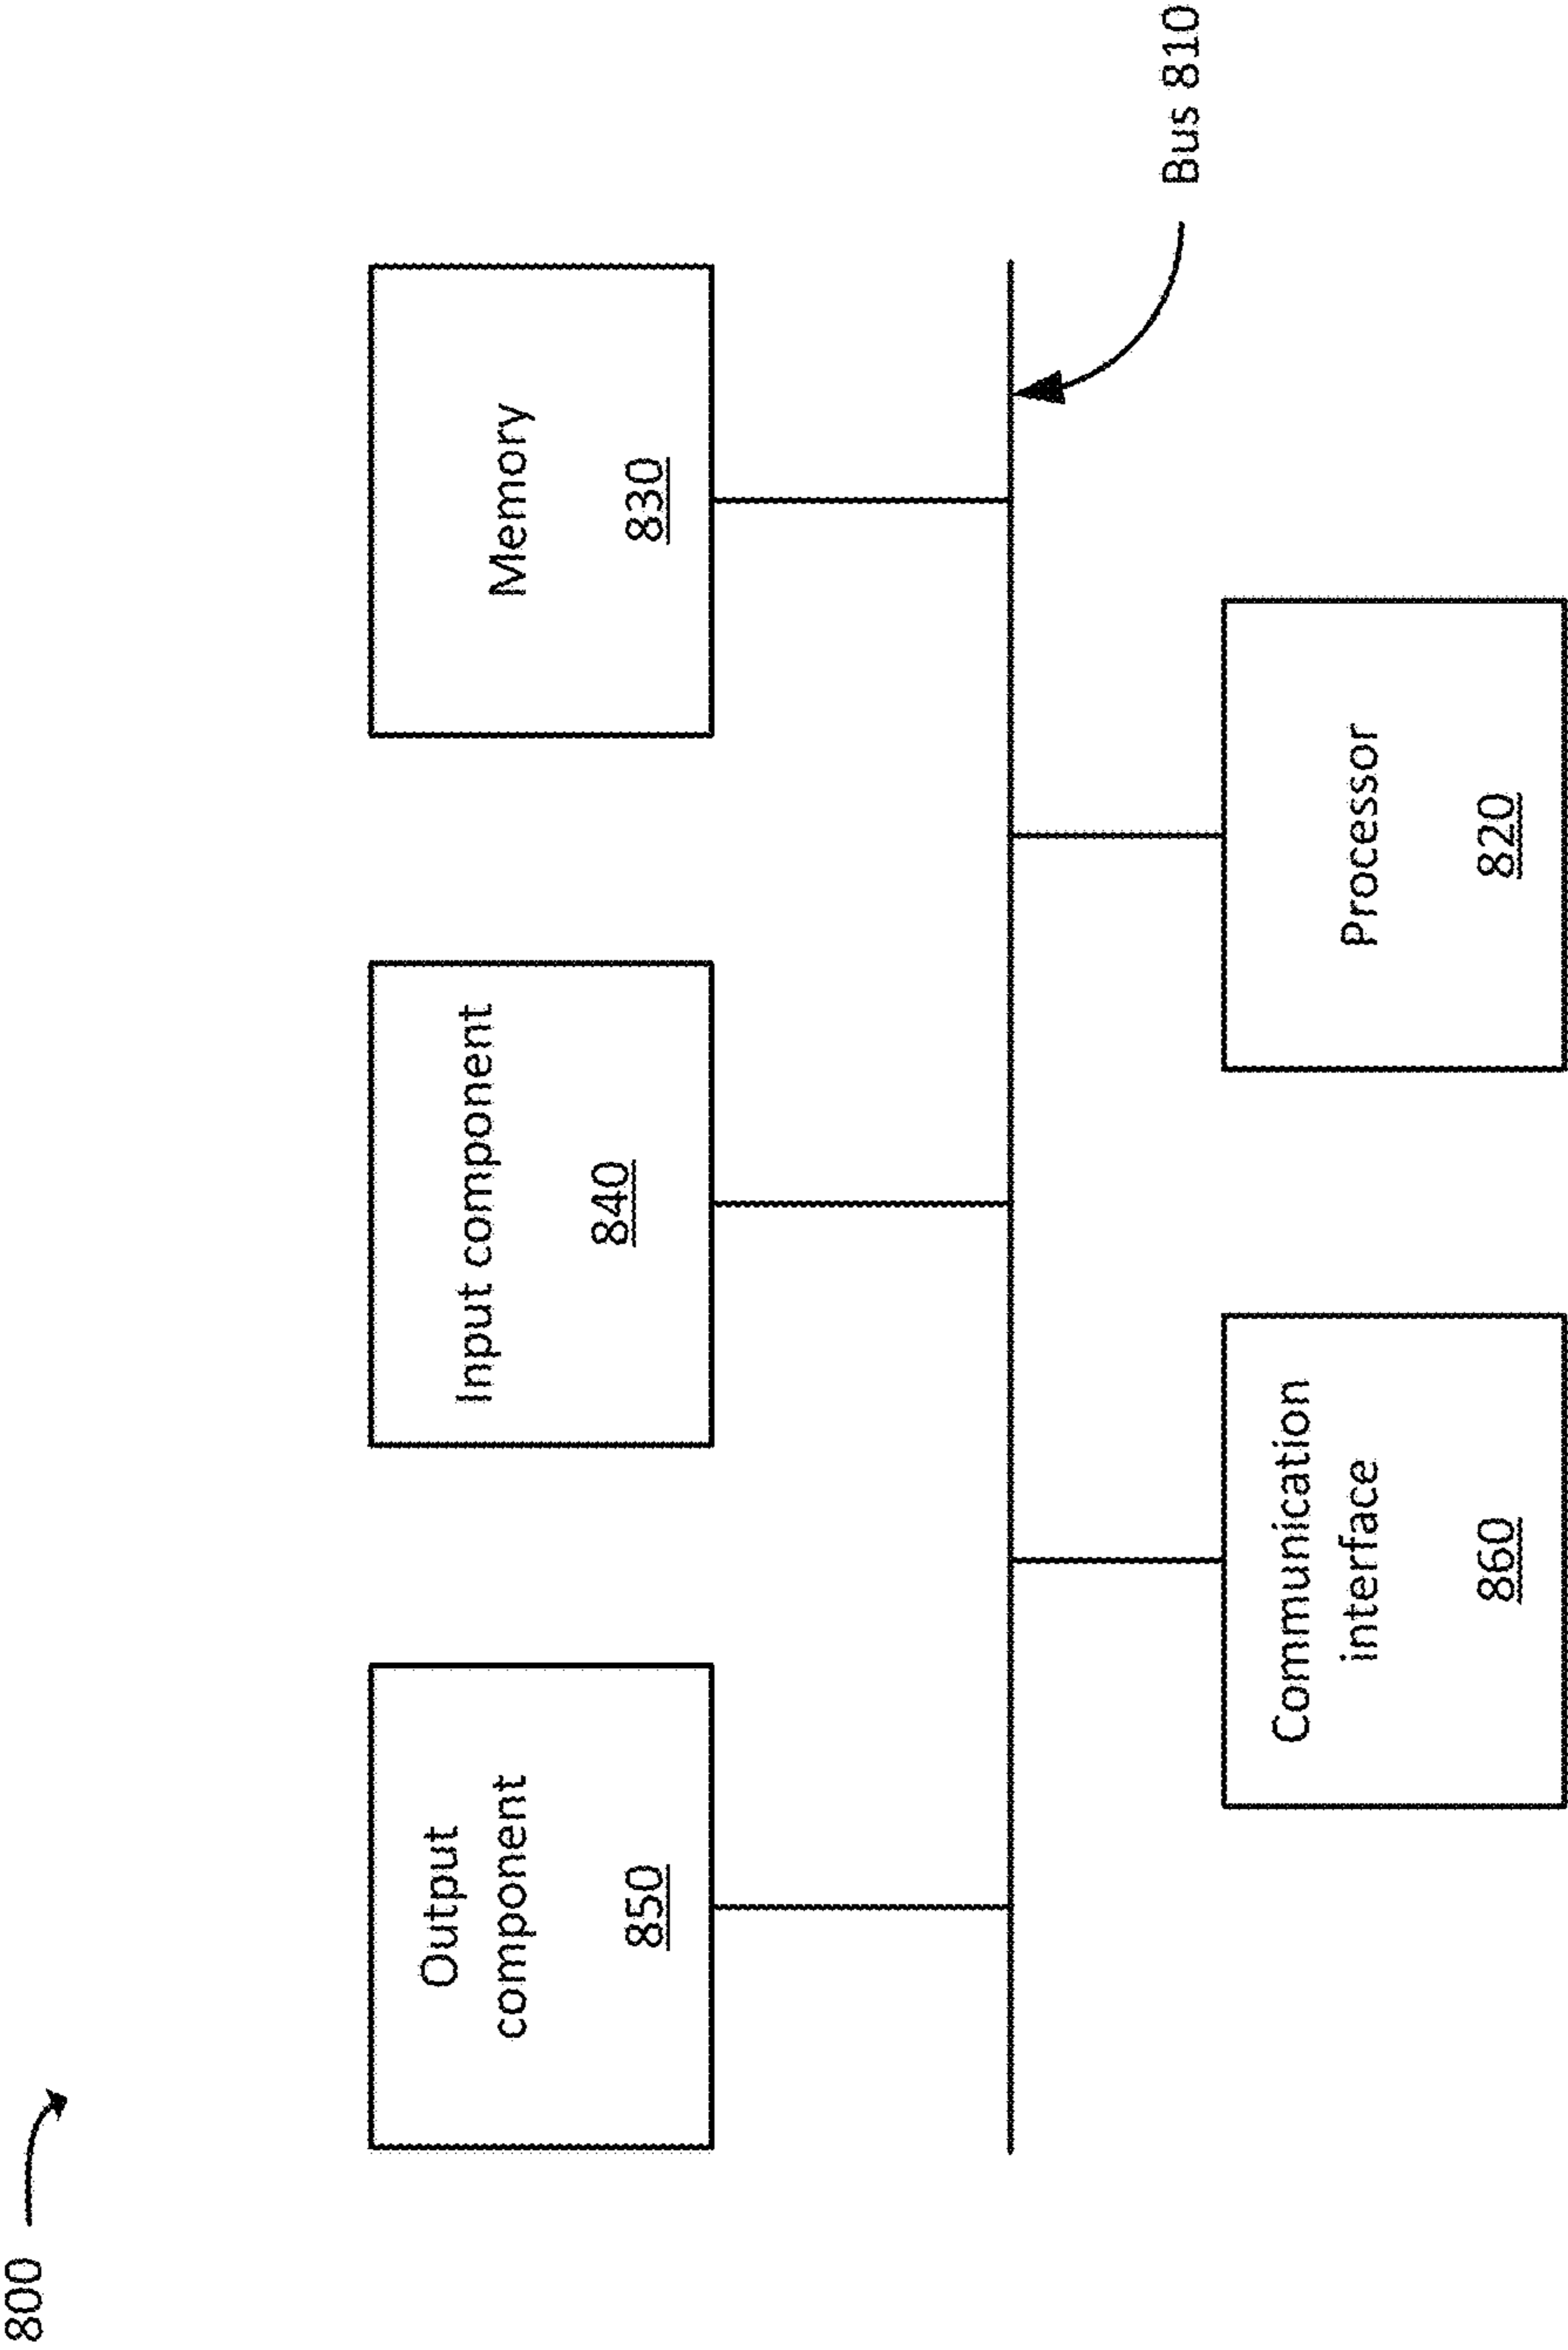 800
Output
component
850
Input component
840
Memory
830
Bus 810
Communication
interface
860
Processor
820